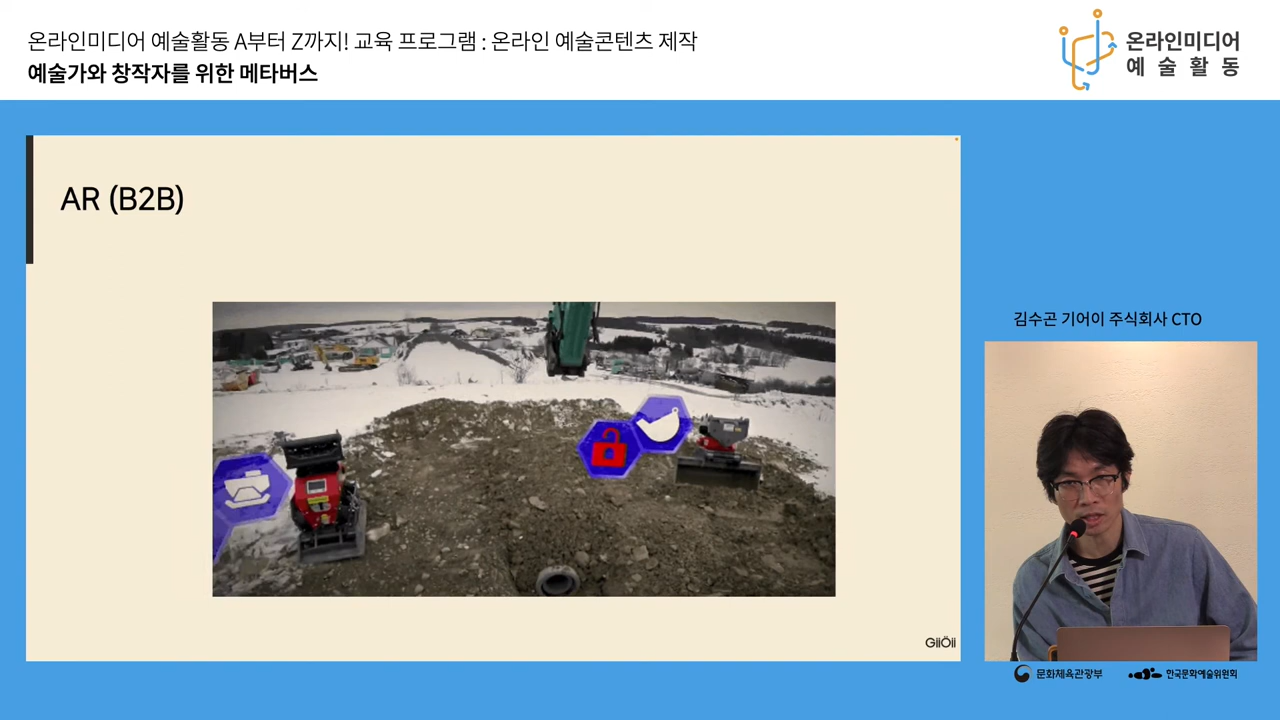 온라인미디어 예술활동 A부터 Z까지! 교육 프로그램 : 온라인 예술콘텐츠 제작
예술가와 창작자를 위한 메타버스
온라인미디어
예술활동
AR (B2B)
김수곤 기어이 주식회사 CTO
GiiÖii
문화체육관광부
한국문화예술위원회